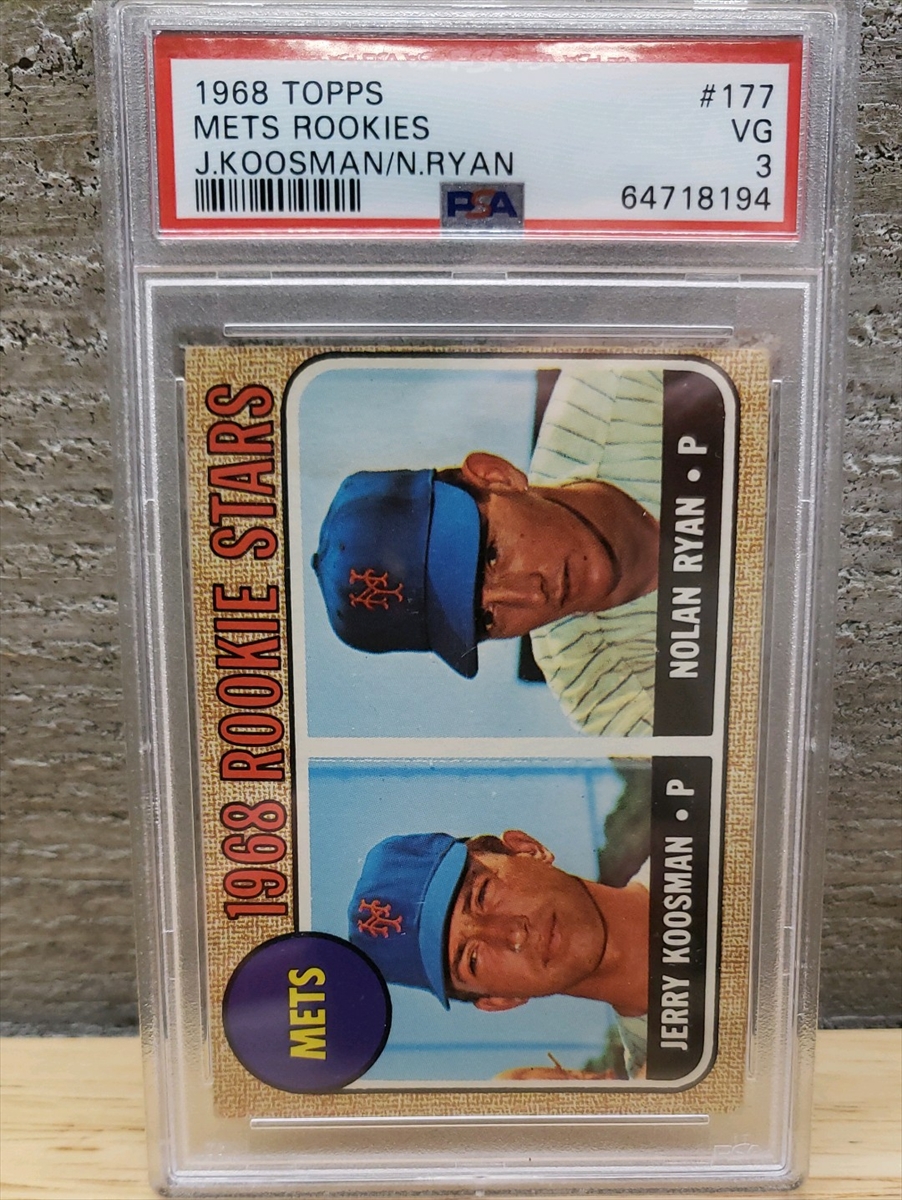 1968 TOPPS #177
METS ROOKIES VG
J.KOOSMAN/N.RYAN 3
PSA 64718194
1968 ROOKIE STARS
METS
JERRY KOOSMAN • P
NOLAN RYAN • P